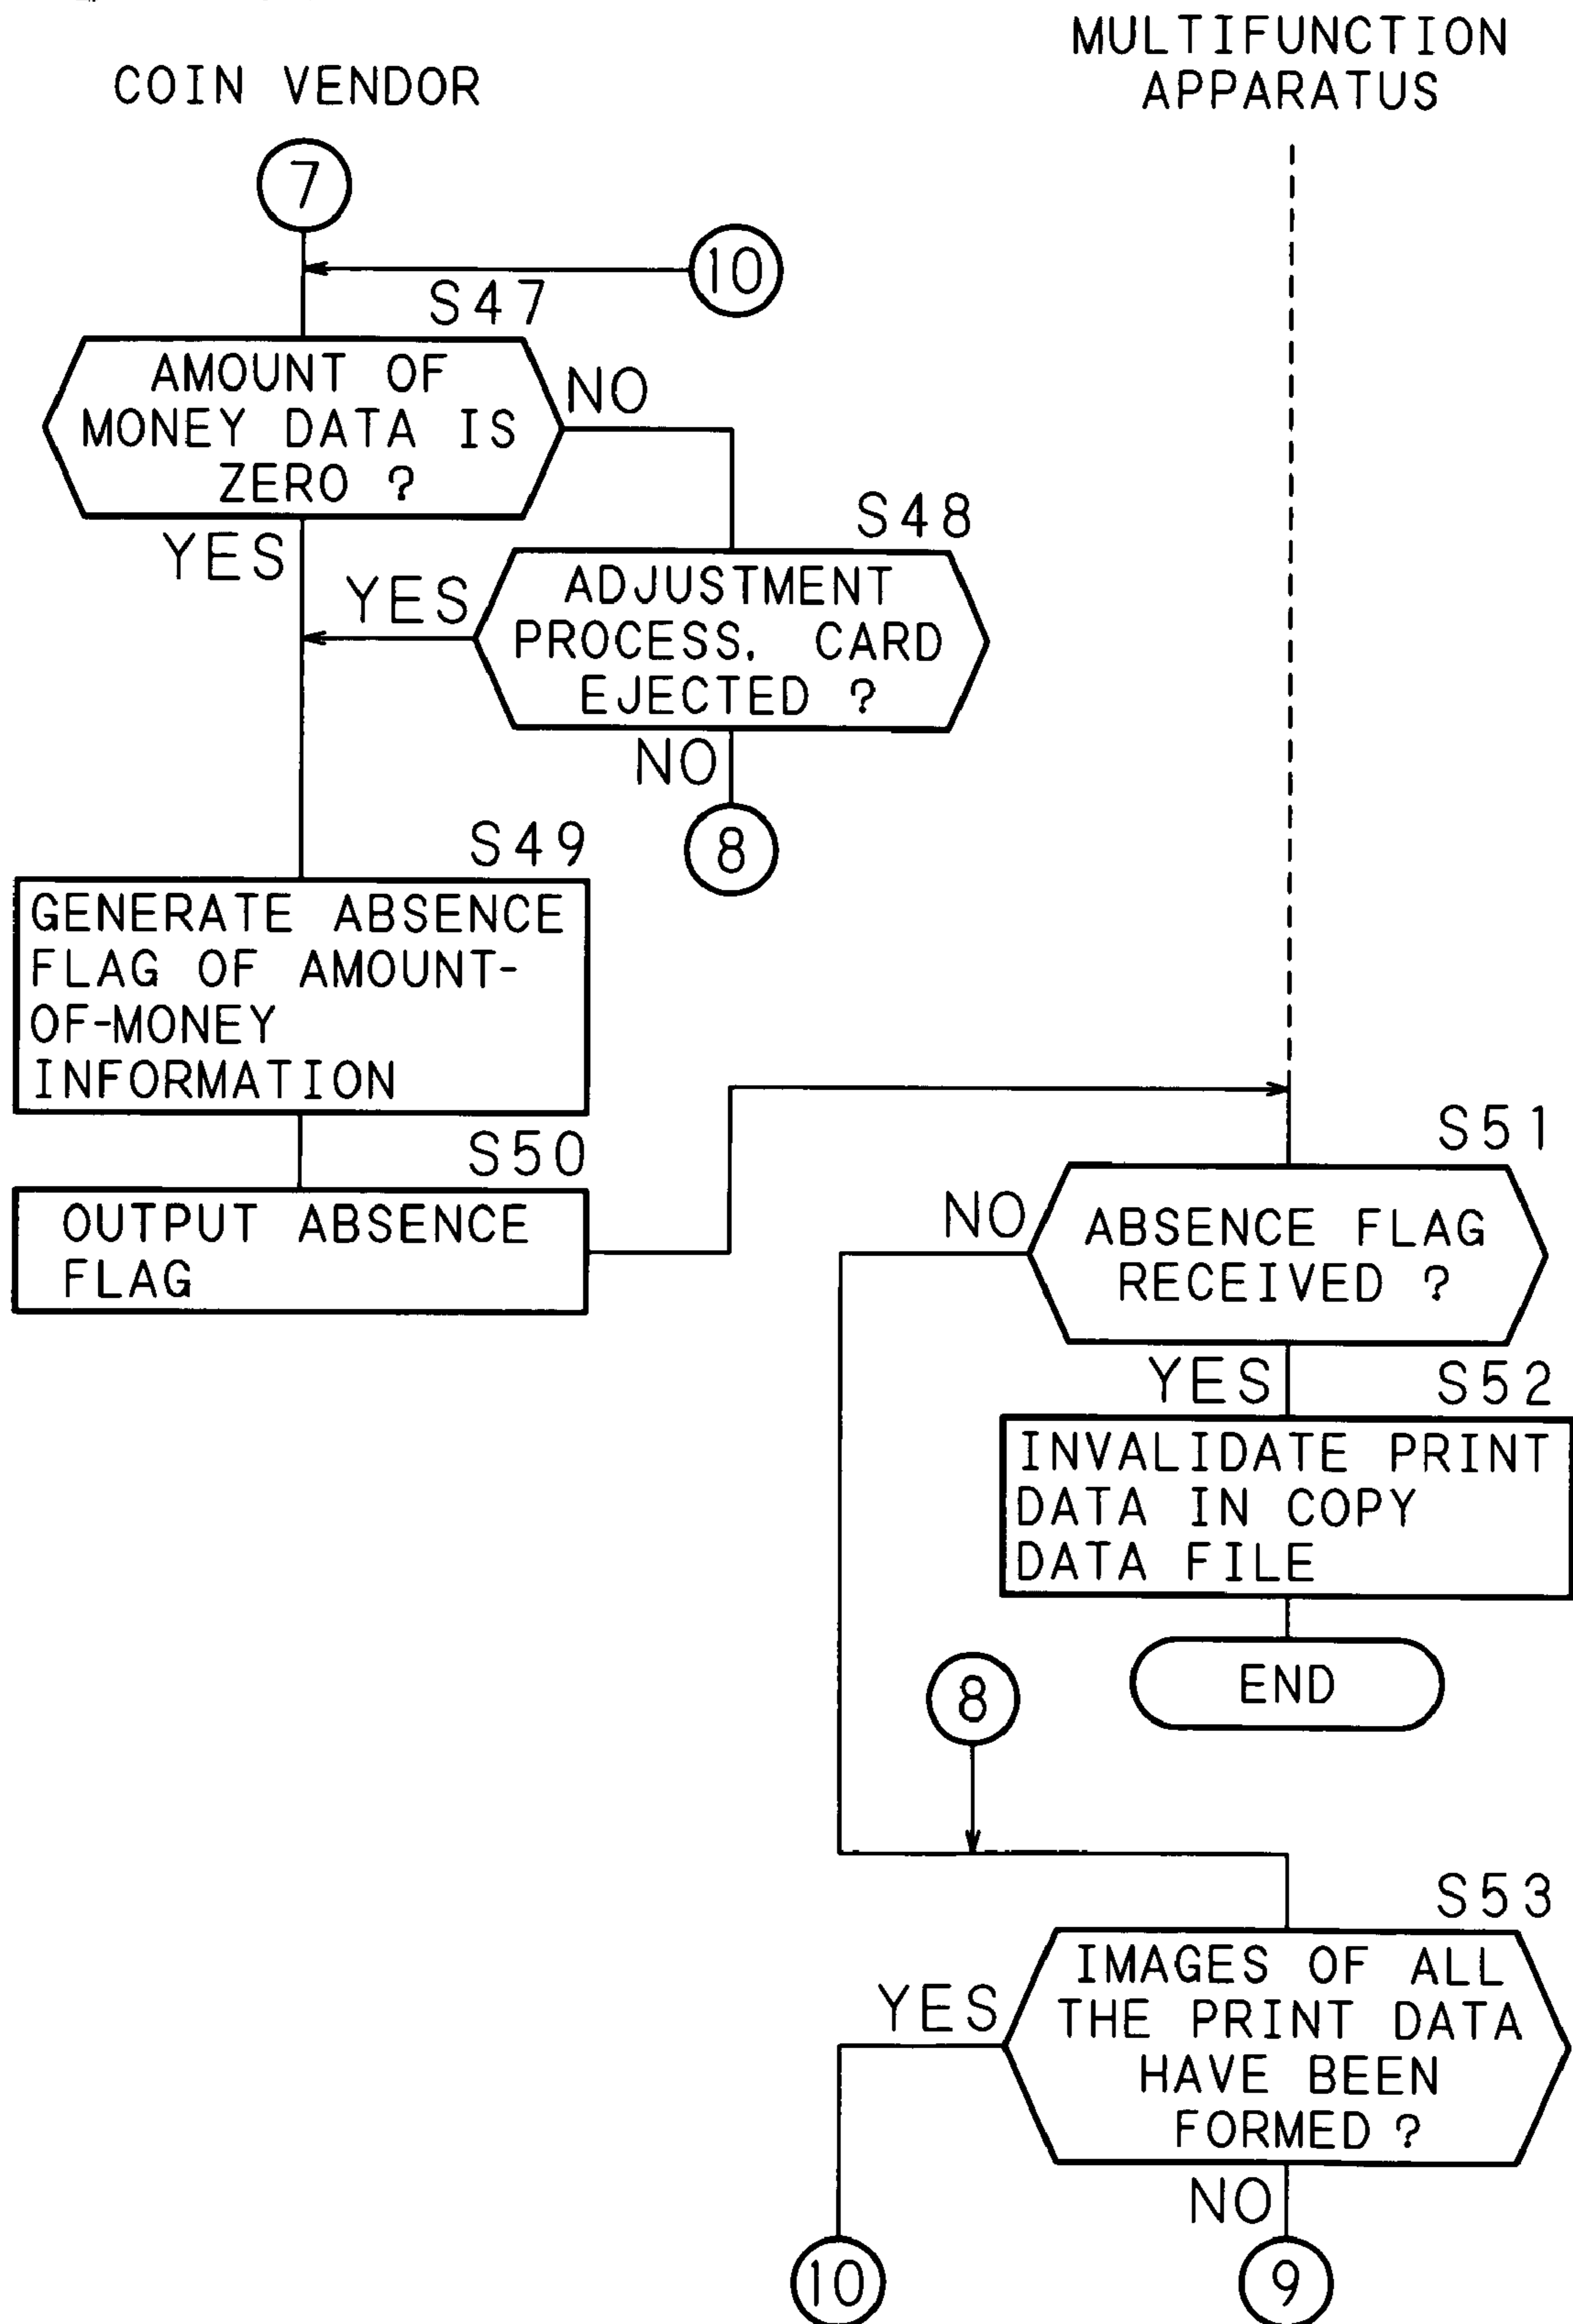 COIN VENDOR
MULTIFUNCTION
APPARATUS
7
10
S47
AMOUNT OF
MONEY DATA IS
ZERO ?
NO
YES
S48
ADJUSTMENT
PROCESS. CARD
EJECTED ?
YES
NO
8
S49
GENERATE ABSENCE
FLAG OF AMOUNT-
OF-MONEY
INFORMATION
S50
OUTPUT ABSENCE
FLAG
S51
ABSENCE FLAG
RECEIVED ?
NO
YES
S52
INVALIDATE PRINT
DATA IN COPY
DATA FILE
END
8
S53
IMAGES OF ALL
THE PRINT DATA
HAVE BEEN
FORMED ?
YES
NO
10
9